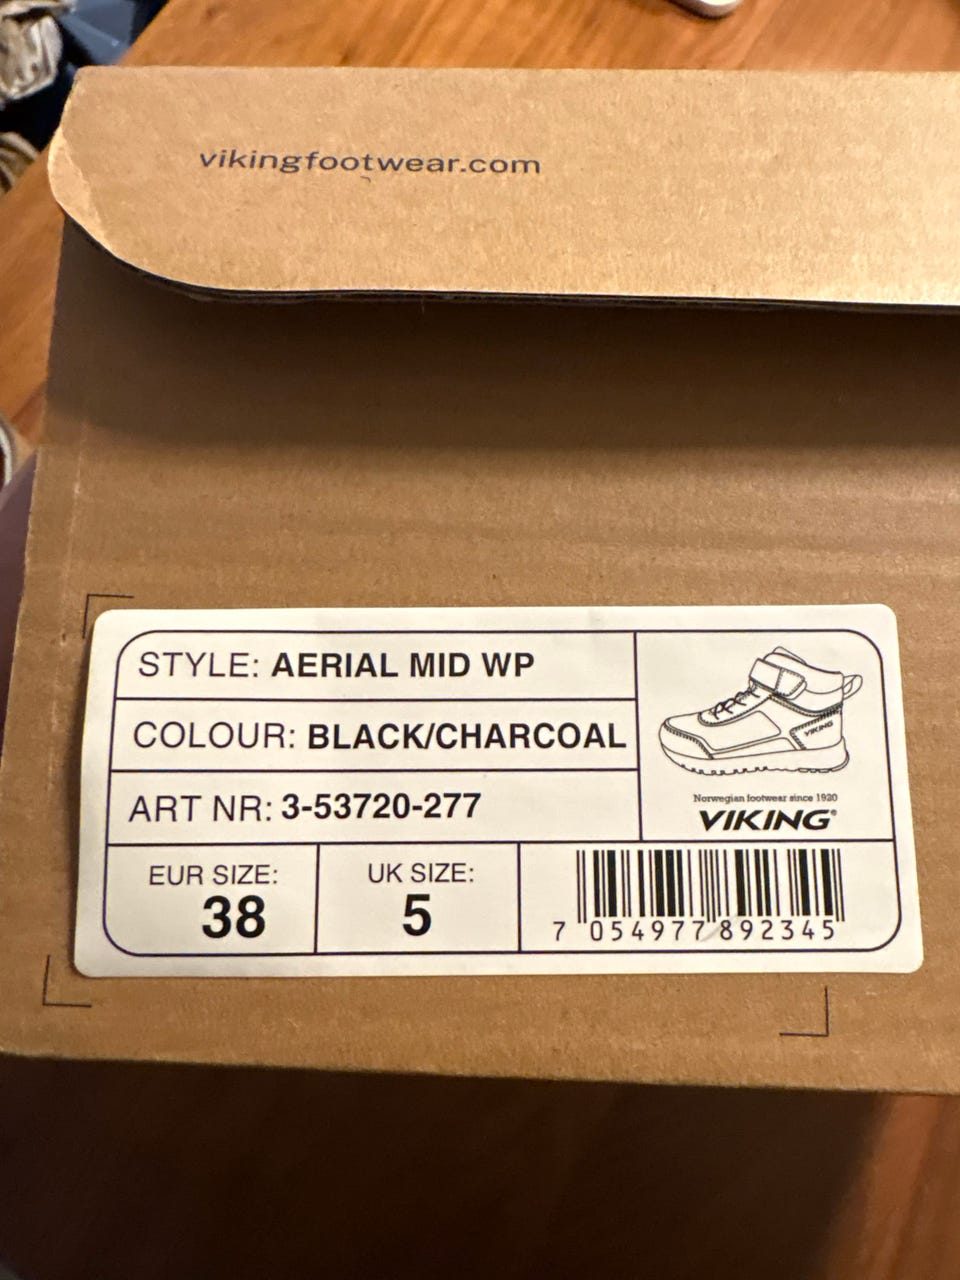 vikingfootwear.com
STYLE: AERIAL MID WP
COLOUR: BLACK/CHARCOAL
ART NR: 3-53720-277
VIKING
Norwegian footwear since 1920
VIKING®
EUR SIZE:
38
UK SIZE:
5
7 054977 892345